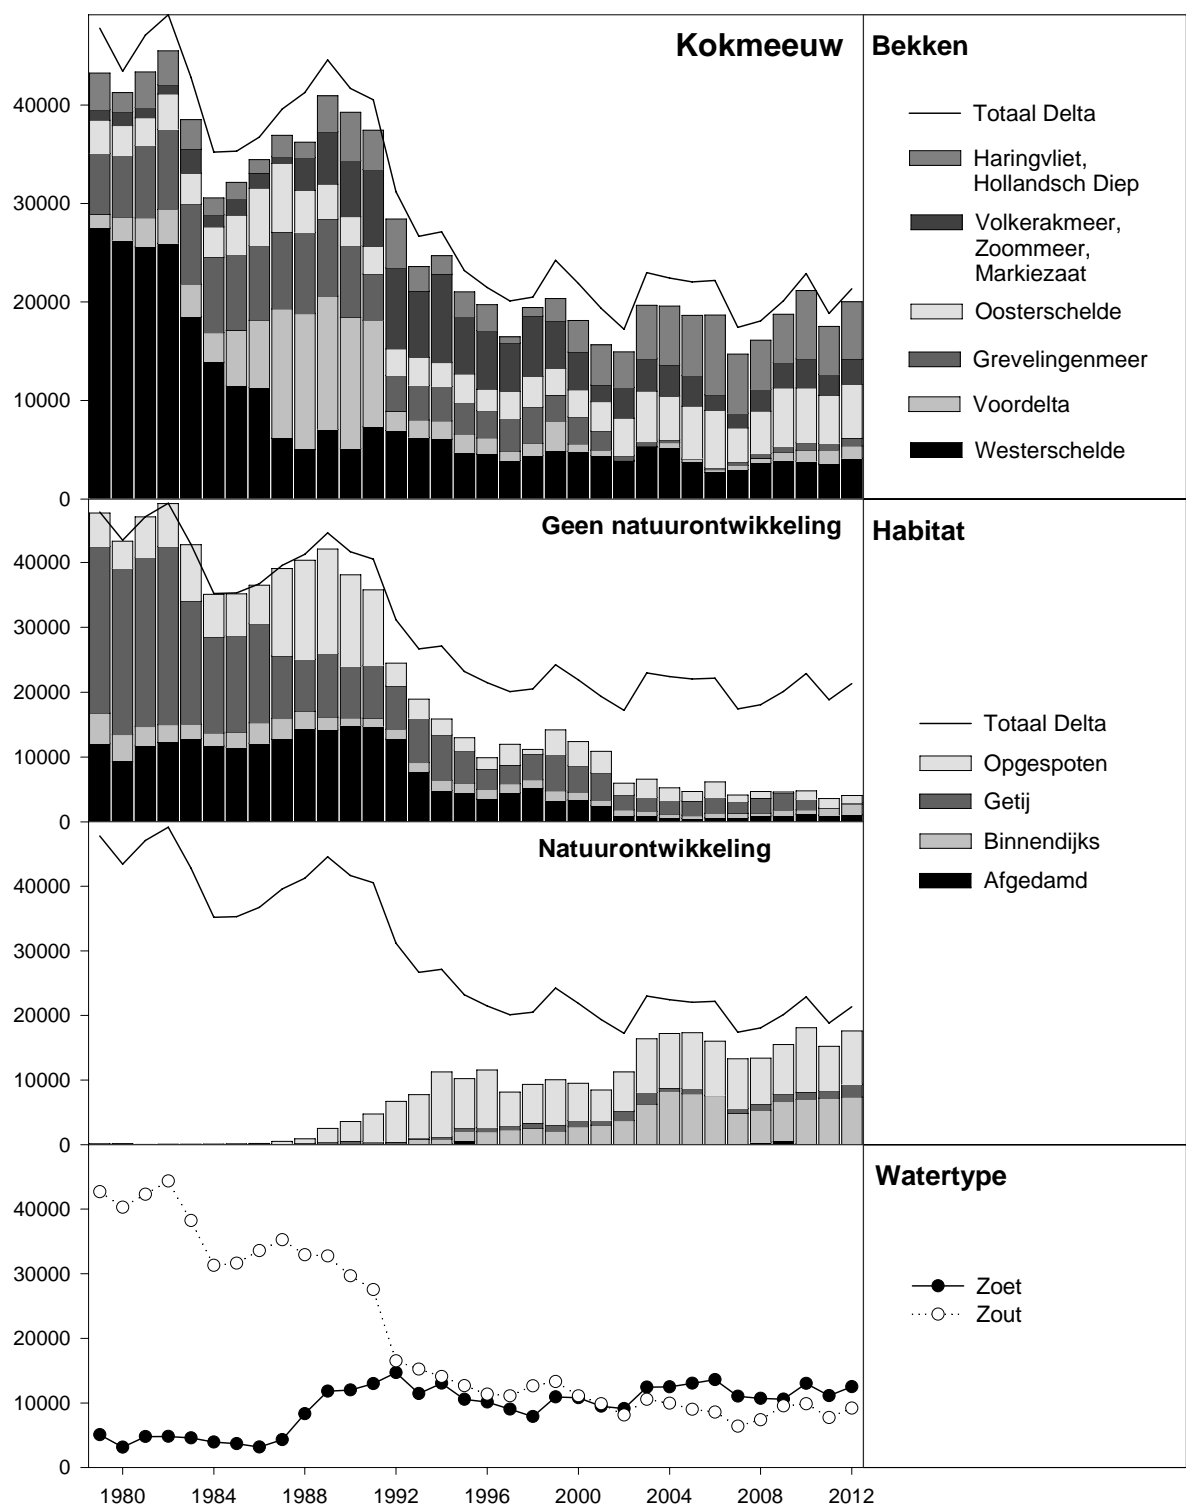 Kokmeeuw
Bekken
Totaal Delta
Haringvliet,
Hollandsch Diep
Volkerakmeer,
Zoommeer,
Markiezaat
Oosterschelde
Grevelingenmeer
Voordelta
Westerschelde
40000
30000
20000
10000
0
Geen natuurontwikkeling
Habitat
40000
30000
20000
10000
0
Totaal Delta
Opgespoten
Getij
Binnendijks
Afgedamd
Natuurontwikkeling
40000
30000
20000
10000
0
Watertype
40000
30000
20000
10000
0
Zoet
Zout
1980 1984 1988 1992 1996 2000 2004 2008 2012